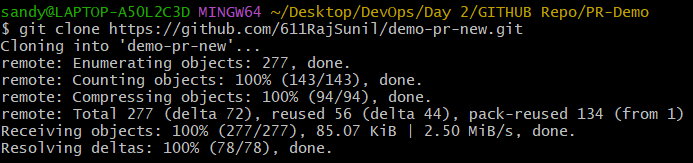 sandy@LAPTOP-A5OL2C3D MINGW64 ~/Desktop/DevOps/Day 2/GITHUB Repo/PR-Demo
$ git clone https://github.com/611RajSunil/demo-pr-new.git
Cloning into 'demo-pr-new'...
remote: Enumerating objects: 277, done.
remote: Counting objects: 100% (143/143), done.
remote: Compressing objects: 100% (94/94), done.
remote: Total 277 (delta 72), reused 56 (delta 44), pack-reused 134 (from 1)
Receiving objects: 100% (277/277), 85.07 KiB | 2.50 MiB/s, done.
Resolving deltas: 100% (78/78), done.